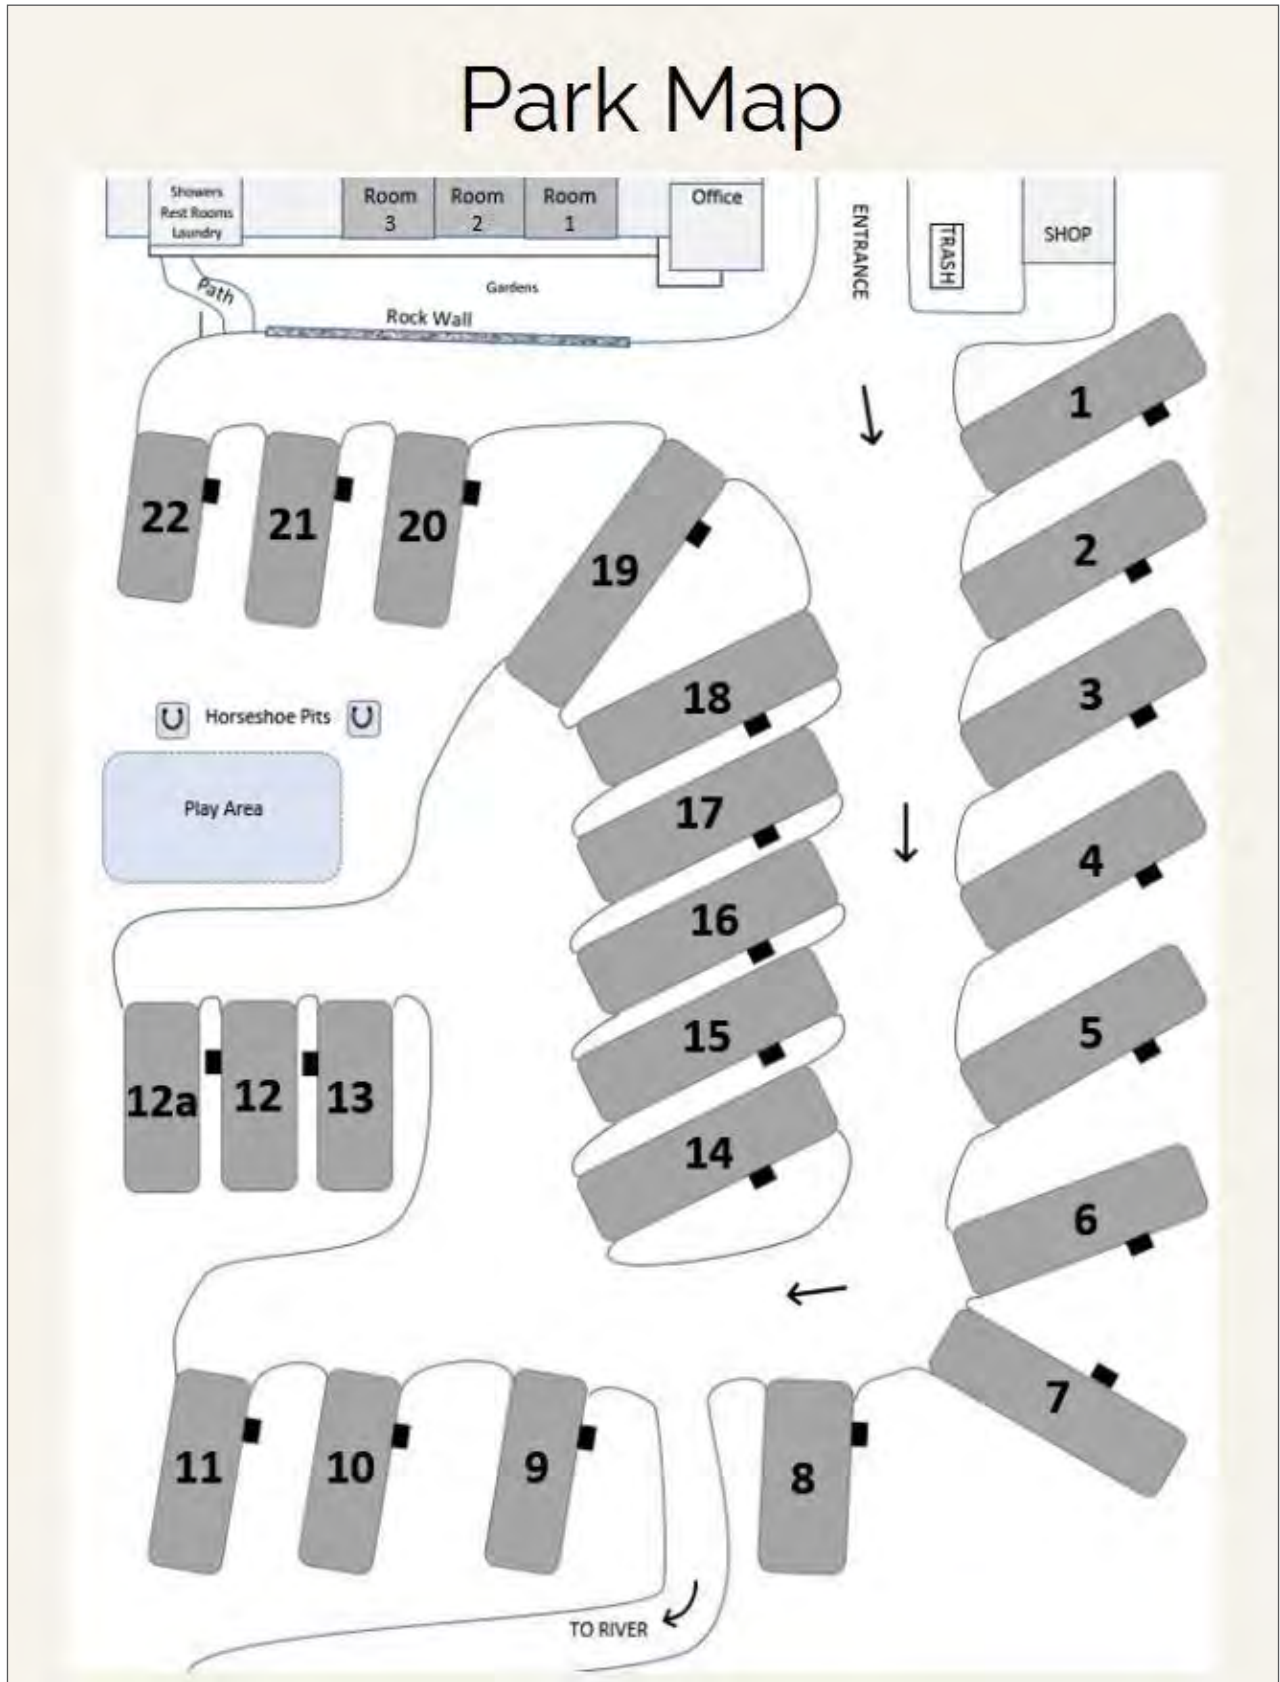 Park Map
Showers
Rest Rooms
Laundry
Room
3
Room
2
Room
1
Office
ENTRANCE
TRASH
SHOP
Path
Gardens
Rock Wall
1
2
3
4
5
6
7
8
9
10
11
12a
12
13
14
15
16
17
18
19
20
21
22
Horseshoe Pits
Play Area
TO RIVER